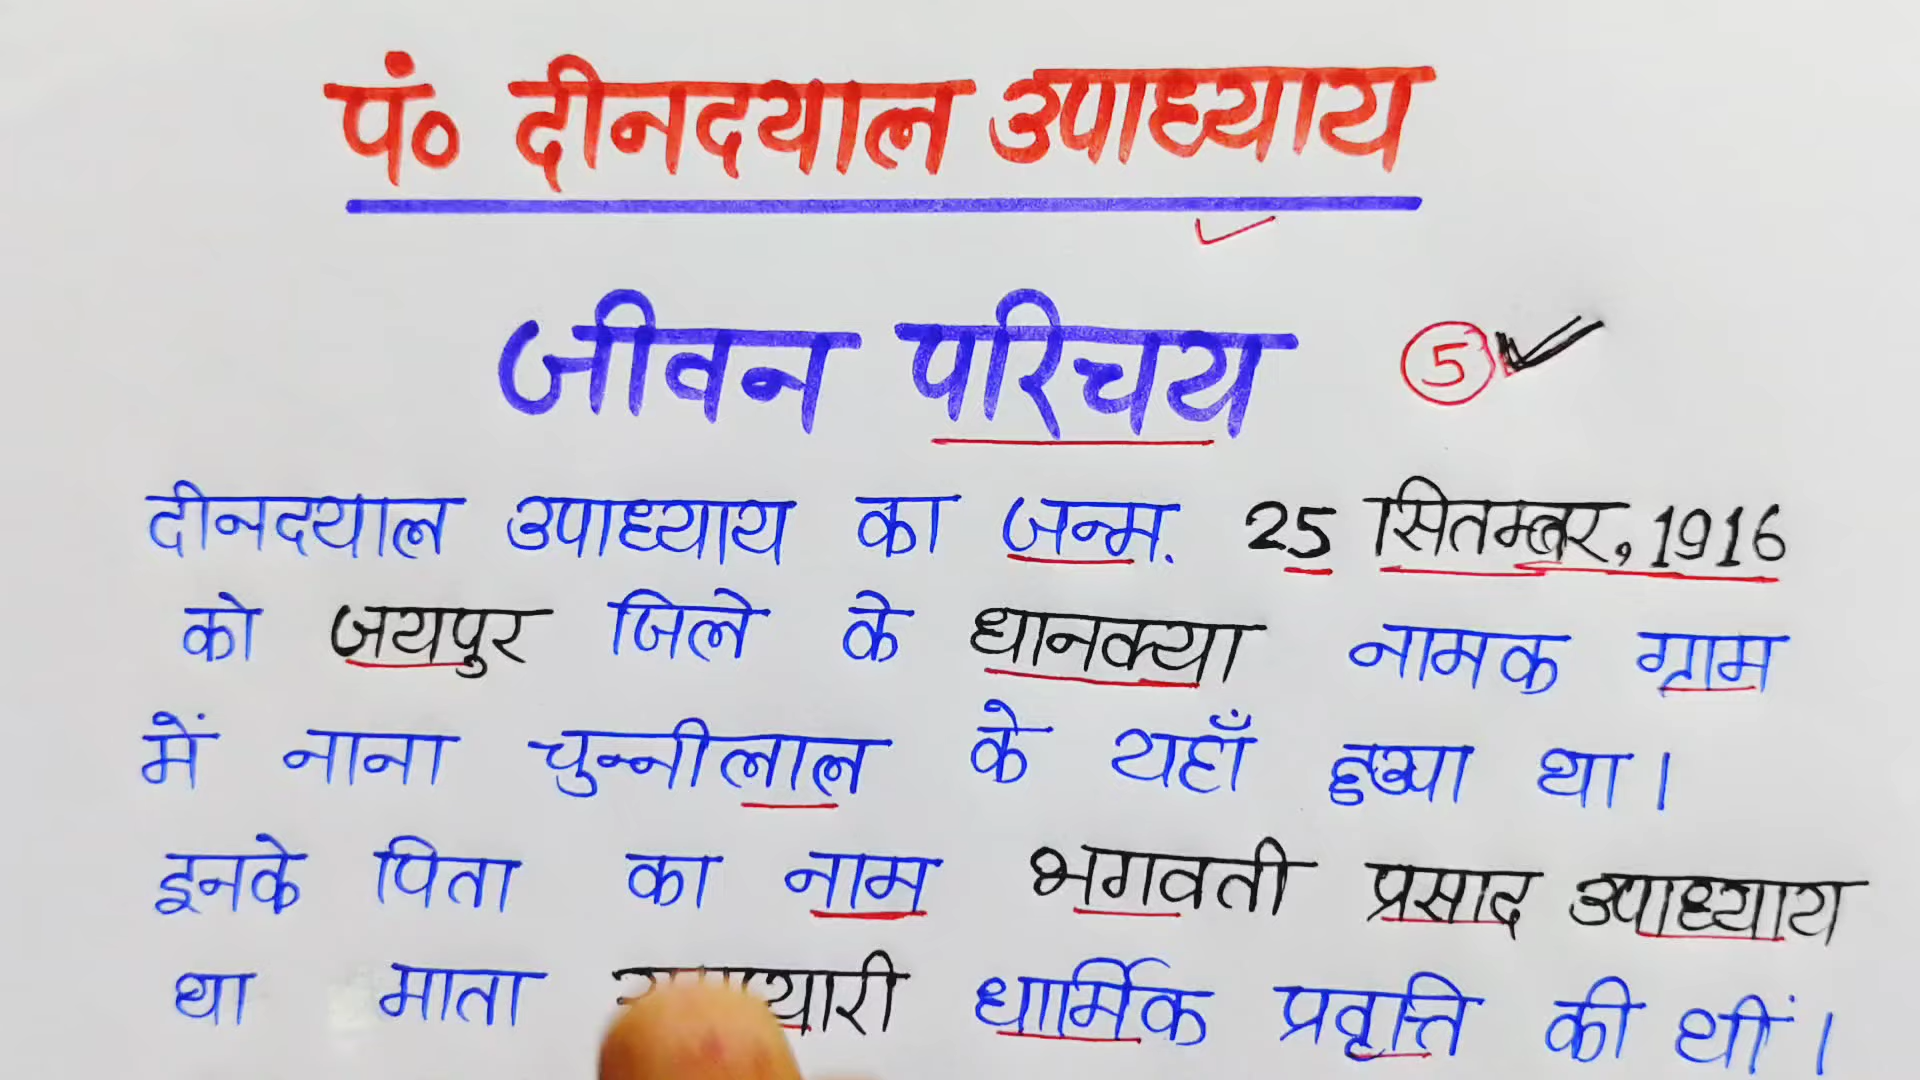 पं० दीनदयाल उपाध्याय
जीवन परिचय 5
दीनदयाल उपाध्याय का जन्म. 25 सितम्बर, 1916
को जयपुर जिले के धानक्या नामक ग्राम
में नाना चुन्नीलाल के यहाँ हुआ था।
इनके पिता का नाम भगवती प्रसाद उपाध्याय
था माता धार्मिक प्रवृत्ति की थीं।